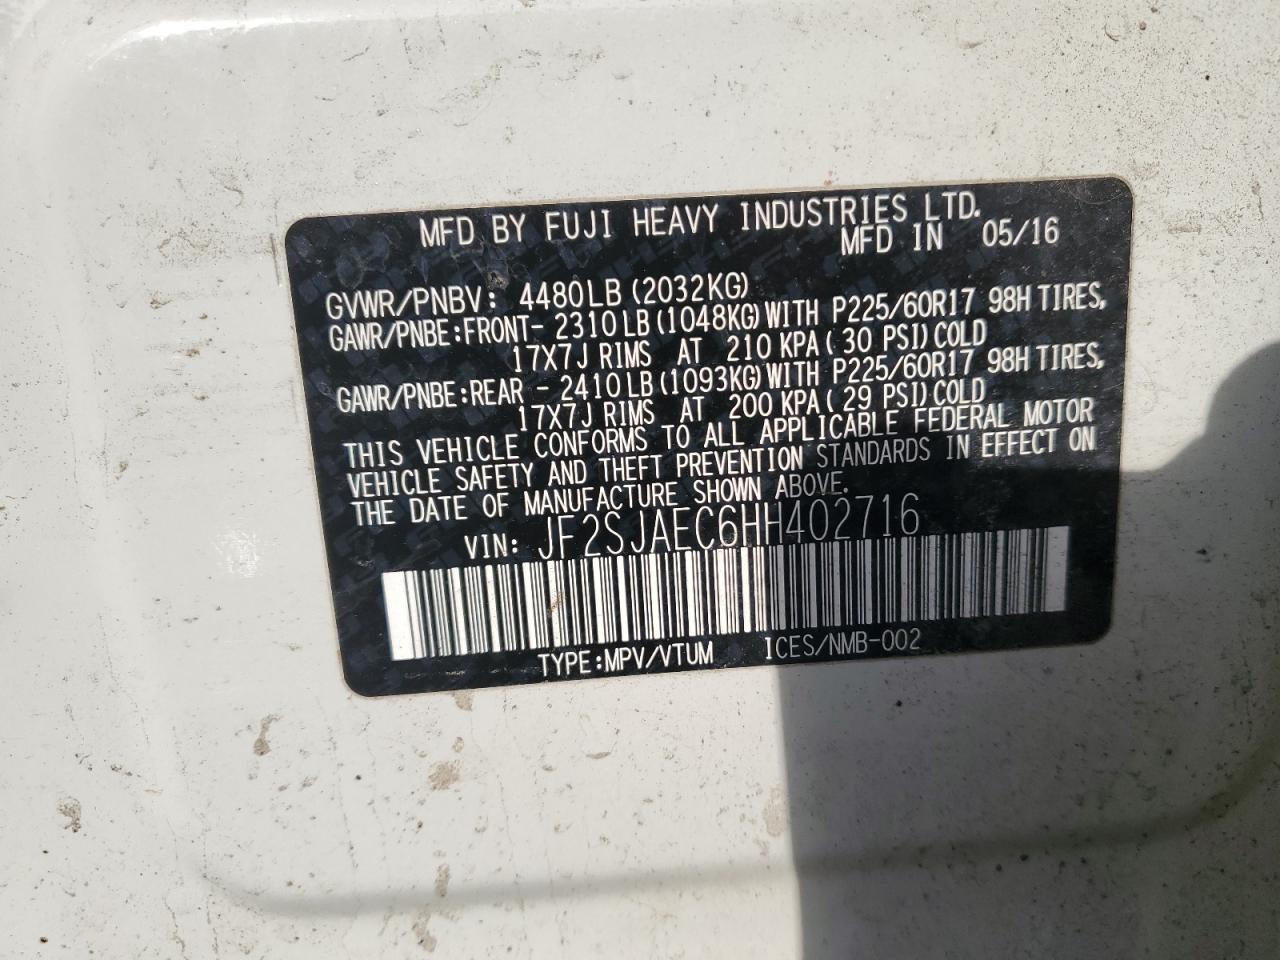 MFD BY FUJI HEAVY INDUSTRIES LTD.
MFD IN 05/16
GVWR/PNBV: 4480LB (2032KG)
GAWR/PNBE:FRONT- 2310LB (1048KG) WITH P225/60R17 98H TIRES,
17X7J RIMS AT 210 KPA( 30 PSI) COLD
GAWR/PNBE:REAR - 2410LB (1093KG) WITH P225/60R17 98H TIRES,
17X7J RIMS AT 200 KPA( 29 PSI) COLD
THIS VEHICLE CONFORMS TO ALL APPLICABLE FEDERAL MOTOR
VEHICLE SAFETY AND THEFT PREVENTION STANDARDS IN EFFECT ON
THE DATE OF MANUFACTURE SHOWN ABOVE.
VIN: JF2SJAEC6HH402716
TYPE:MPV/VTUM ICES/NMB-002